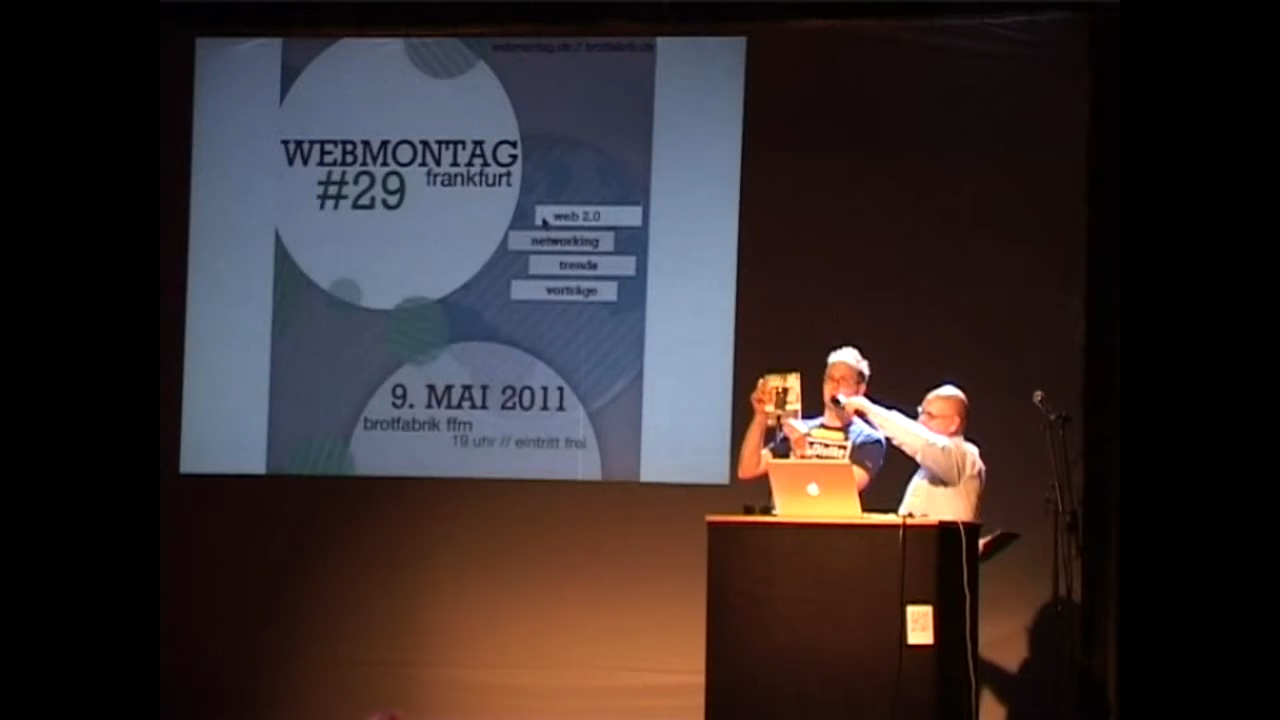 webmontag.de // brotfabrik.de
WEBMONTAG
frankfurt
#29
web 2.0
networking
trends
vorträge
9. MAI 2011
brotfabrik ffm
19 uhr // eintritt frei